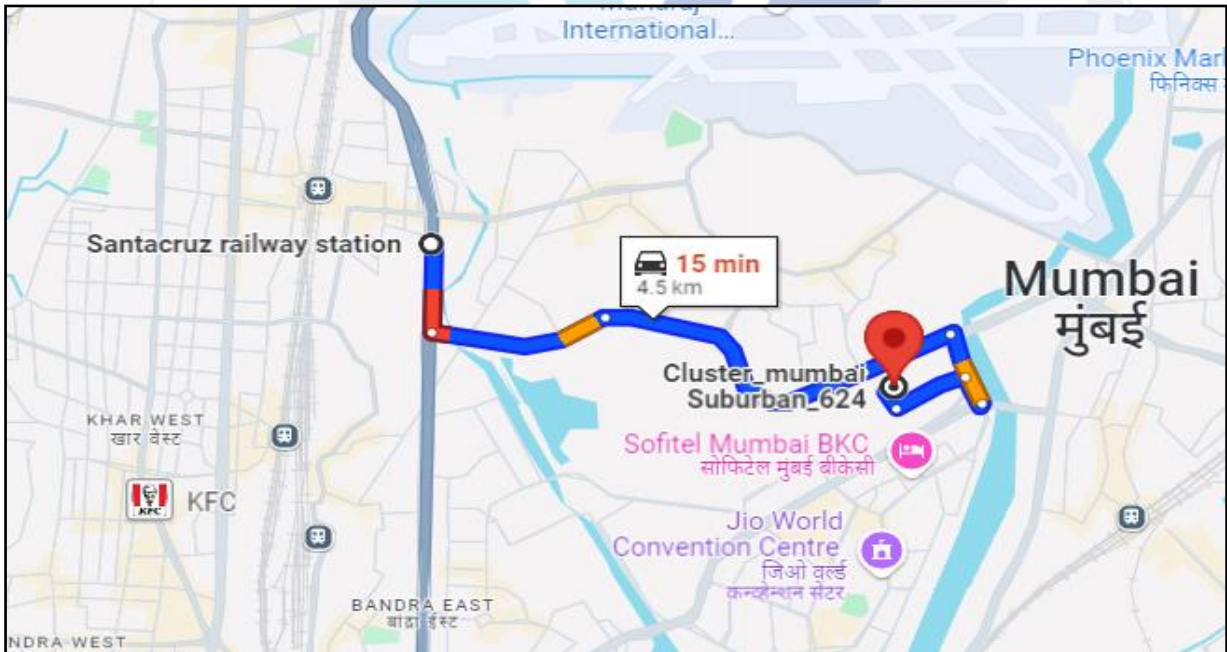 International...
Phoenix Mar
फिनिक्स
Santacruz railway station
15 min
4.5 km
Mumbai
मुंबई
Cluster_mumbai
Suburban_624
KHAR WEST
खार वेस्ट
Sofitel Mumbai BKC
सोफिटेल मुंबई बीकेसी
KFC
KFC
Jio World
Convention Centre
जिओ वर्ल्ड
कन्व्हेन्शन सेंटर
BANDRA EAST
बांद्रा ईस्ट
NDRA WEST